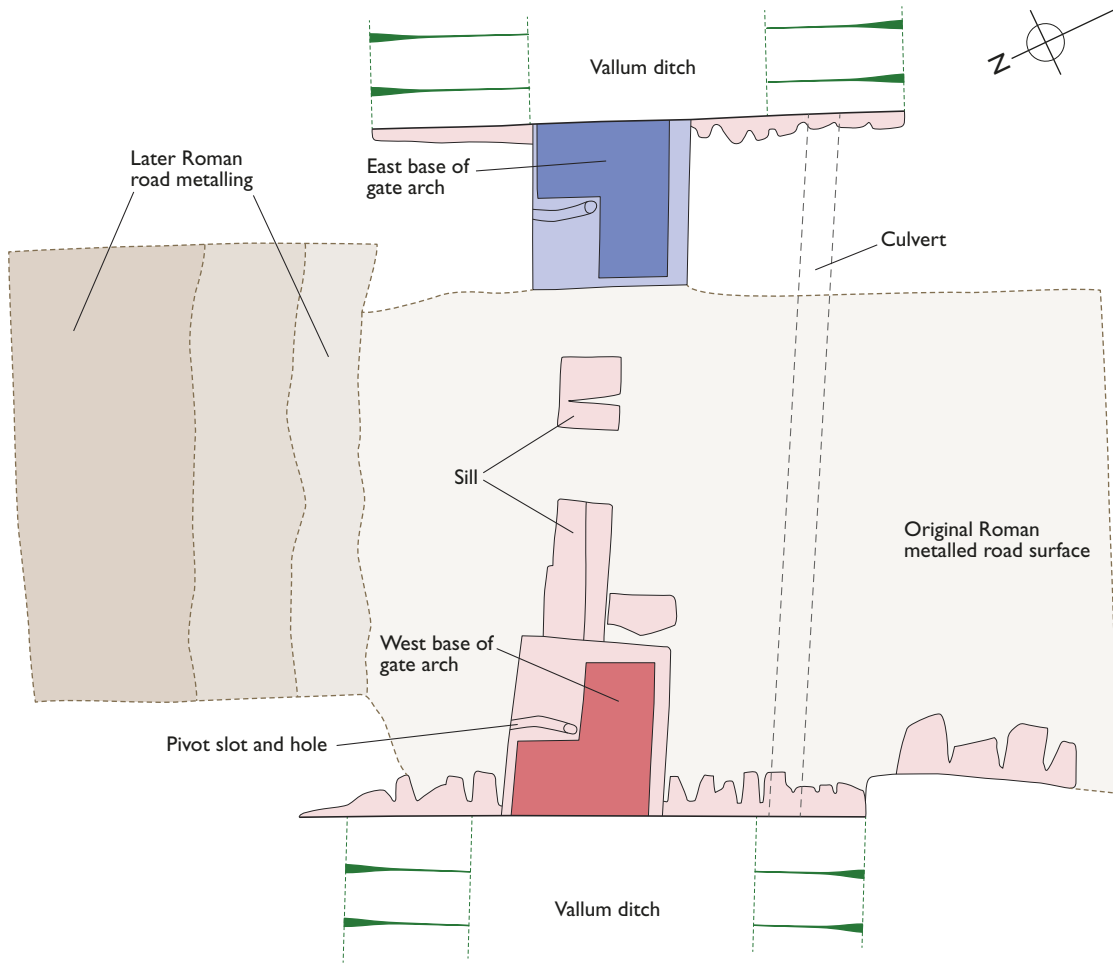 Vallum ditch
N
Later Roman
road metalling
East base of
gate arch
Culvert
Sill
Original Roman
metalled road surface
West base of
gate arch
Pivot slot and hole
Vallum ditch